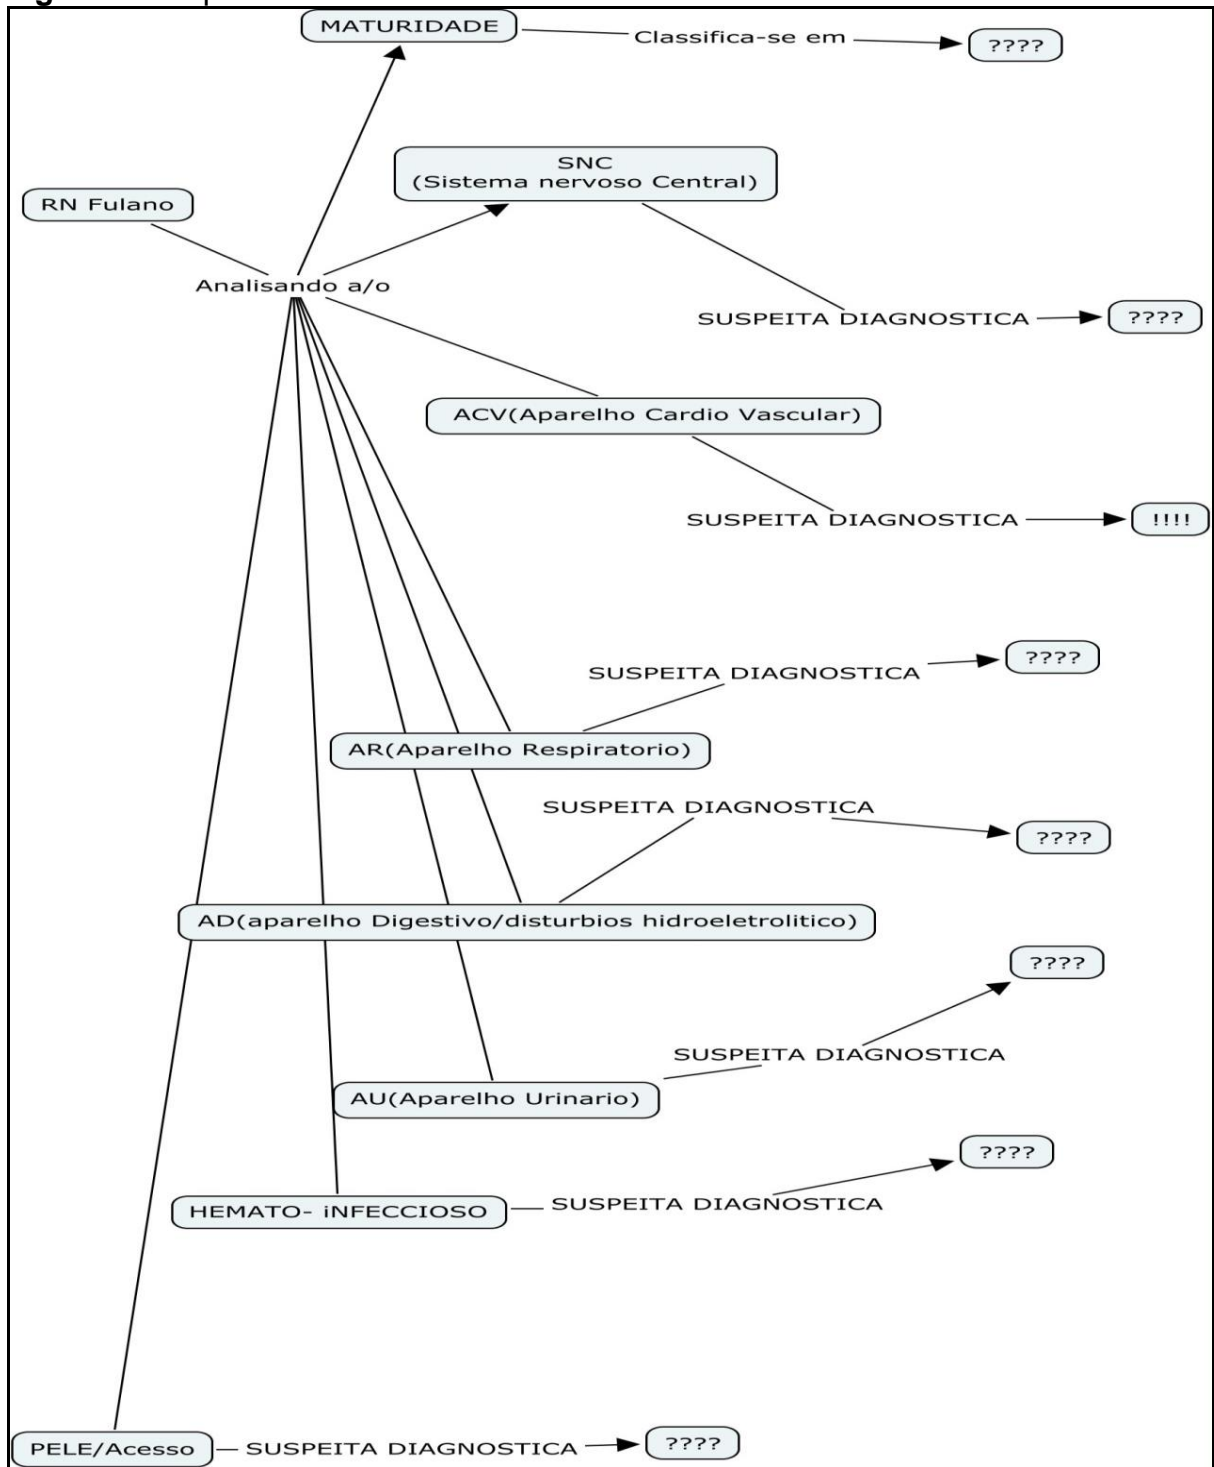 MATURIDADE
Classifica-se em
????
SNC
(Sistema nervoso Central)
RN Fulano
Analisando a/o
SUSPEITA DIAGNOSTICA
????
ACV(Aparelho Cardio Vascular)
SUSPEITA DIAGNOSTICA
!!!!
SUSPEITA DIAGNOSTICA
????
AR(Aparelho Respiratorio)
SUSPEITA DIAGNOSTICA
????
AD(aparelho Digestivo/disturbios hidroeletrolitico)
????
SUSPEITA DIAGNOSTICA
AU(Aparelho Urinario)
????
HEMATO- iNFECCIOSO
SUSPEITA DIAGNOSTICA
PELE/Acesso
SUSPEITA DIAGNOSTICA
????